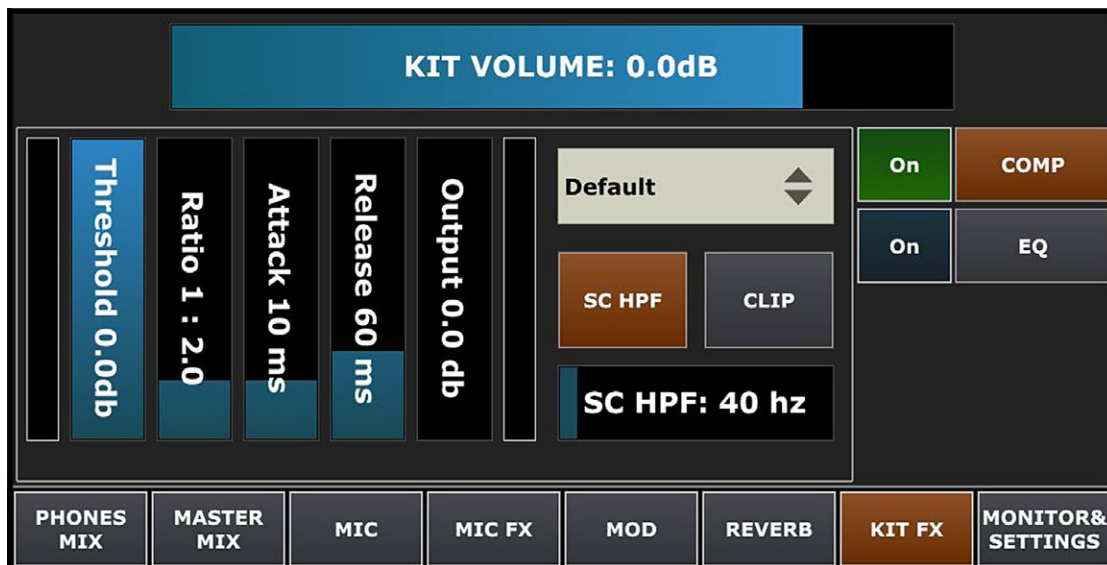 KIT VOLUME: 0.0dB
Threshold 0.0db
Ratio 1 : 2.0
Attack 10 ms
Release 60 ms
Output 0.0 db
Default
SC HPF
CLIP
SC HPF: 40 hz
On
COMP
On
EQ
PHONES
MIX
MASTER
MIX
MIC
MIC FX
MOD
REVERB
KIT FX
MONITOR&
SETTINGS